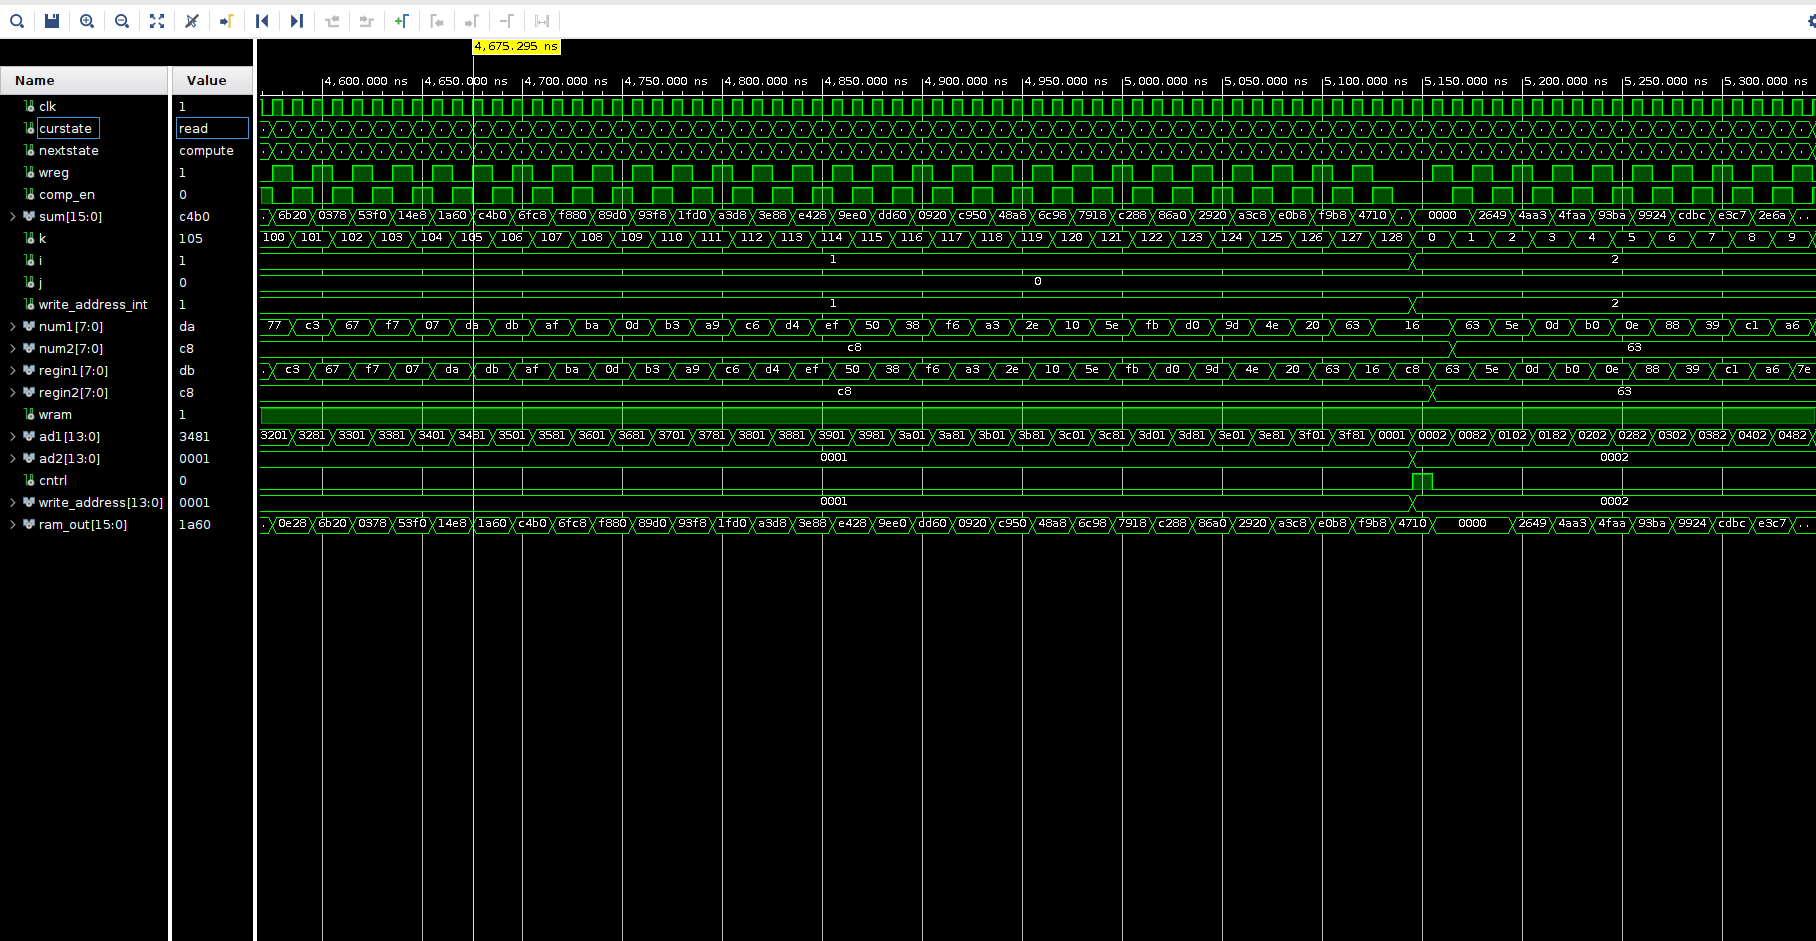 4,675.295 ns
Name Value
4,600.000 ns 4,650.000 ns 4,700.000 ns 4,750.000 ns 4,800.000 ns 4,850.000 ns 4,900.000 ns 4,950.000 ns 5,000.000 ns 5,050.000 ns 5,100.000 ns 5,150.000 ns 5,200.000 ns 5,250.000 ns 5,300.000 ns
clk 1
curstate read
nextstate compute
wreg 1
comp_en 0
sum[15:0] c4b0 6b20 0378 53f0 14e8 1a60 c4b0 6fc8 f880 89d0 93f8 1fd0 a3d8 3e88 e428 9ee0 dd60 0920 c950 48a8 6c98 7918 c288 86a0 2920 a3c8 e0b8 f9b8 4710 . 0000 2649 4aa3 4faa 93ba 9924 cdbc e3c7 2e6a ..
k 105 100 101 102 103 104 105 106 107 108 109 110 111 112 113 114 115 116 117 118 119 120 121 122 123 124 125 126 127 128 0 1 2 3 4 5 6 7 8 9
i 1 1 2
j 0 0
write_address_int 1 1 2
num1[7:0] da 77 c3 67 f7 07 da db af ba 0d b3 a9 c6 d4 ef 50 38 f6 a3 2e 10 5e fb d0 9d 4e 20 63 16 63 5e 0d b0 0e 88 39 c1 a6
num2[7:0] c8 c8 63
regin1[7:0] db . c3 67 f7 07 da db af ba 0d b3 a9 c6 d4 ef 50 38 f6 a3 2e 10 5e fb d0 9d 4e 20 63 16 c8 63 5e 0d b0 0e 88 39 c1 a6 7e
regin2[7:0] c8 c8 63
wram 1
ad1[13:0] 3481 3201 3281 3301 3381 3401 3481 3501 3581 3601 3681 3701 3781 3801 3881 3901 3981 3a01 3a81 3b01 3b81 3c01 3c81 3d01 3d81 3e01 3e81 3f01 3f81 0001 0002 0082 0102 0182 0202 0282 0302 0382 0402 0482
ad2[13:0] 0001 0001 0002
cntrl 0
write_address[13:0] 0001 0001 0002
ram_out[15:0] 1a60 . 0e28 6b20 0378 53f0 14e8 1a60 c4b0 6fc8 f880 89d0 93f8 1fd0 a3d8 3e88 e428 9ee0 dd60 0920 c950 48a8 6c98 7918 c288 86a0 2920 a3c8 e0b8 f9b8 4710 0000 2649 4aa3 4faa 93ba 9924 cdbc e3c7 ..